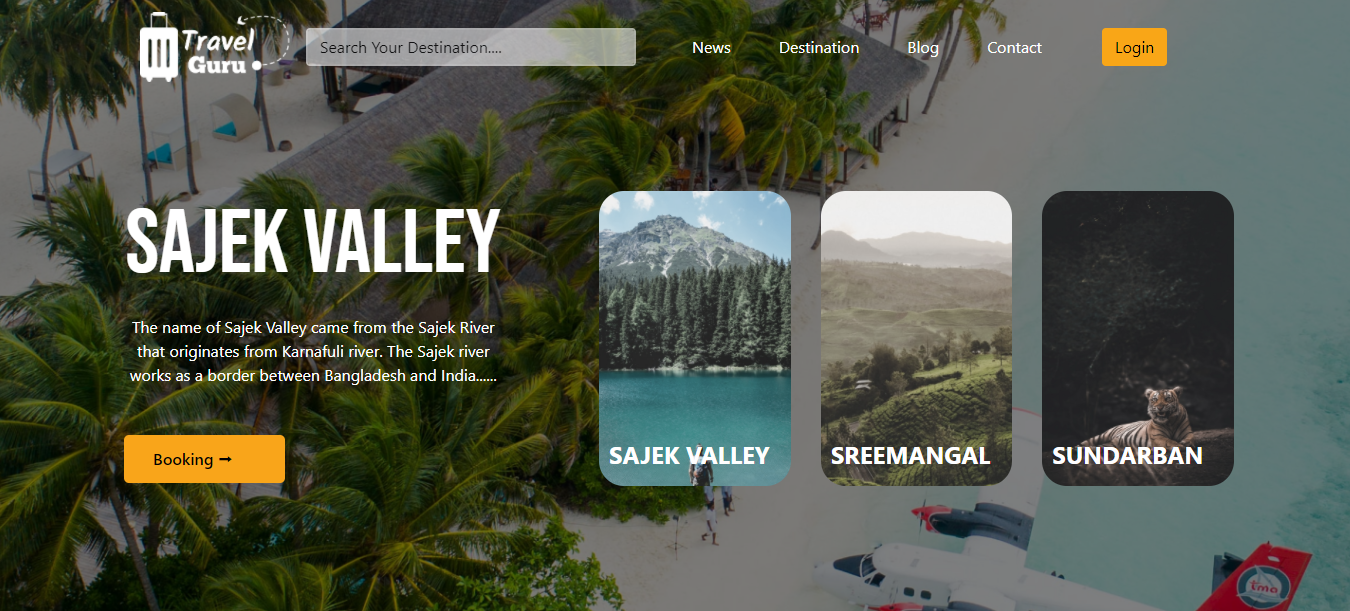 Travel
Guru
Search Your Destination....
News
Destination
Blog
Contact
Login
SAJEK VALLEY
The name of Sajek Valley came from the Sajek River
that originates from Karnafuli river. The Sajek river
works as a border between Bangladesh and India......
Booking ➞
SAJEK VALLEY
SREEMANGAL
SUNDARBAN
tma